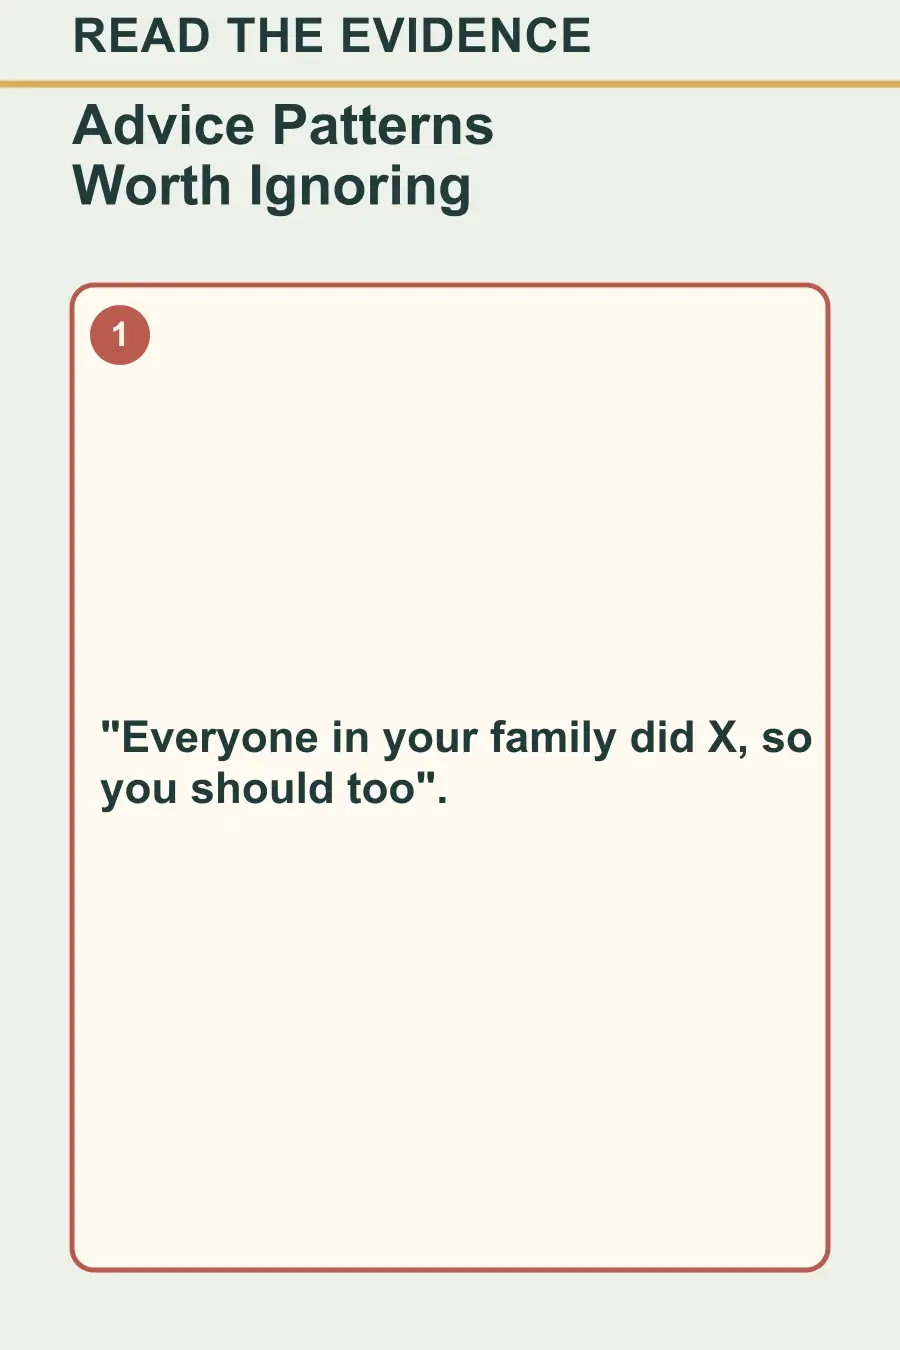 READ THE EVIDENCE
Advice Patterns
Worth Ignoring
1
"Everyone in your family did X, so
you should too".